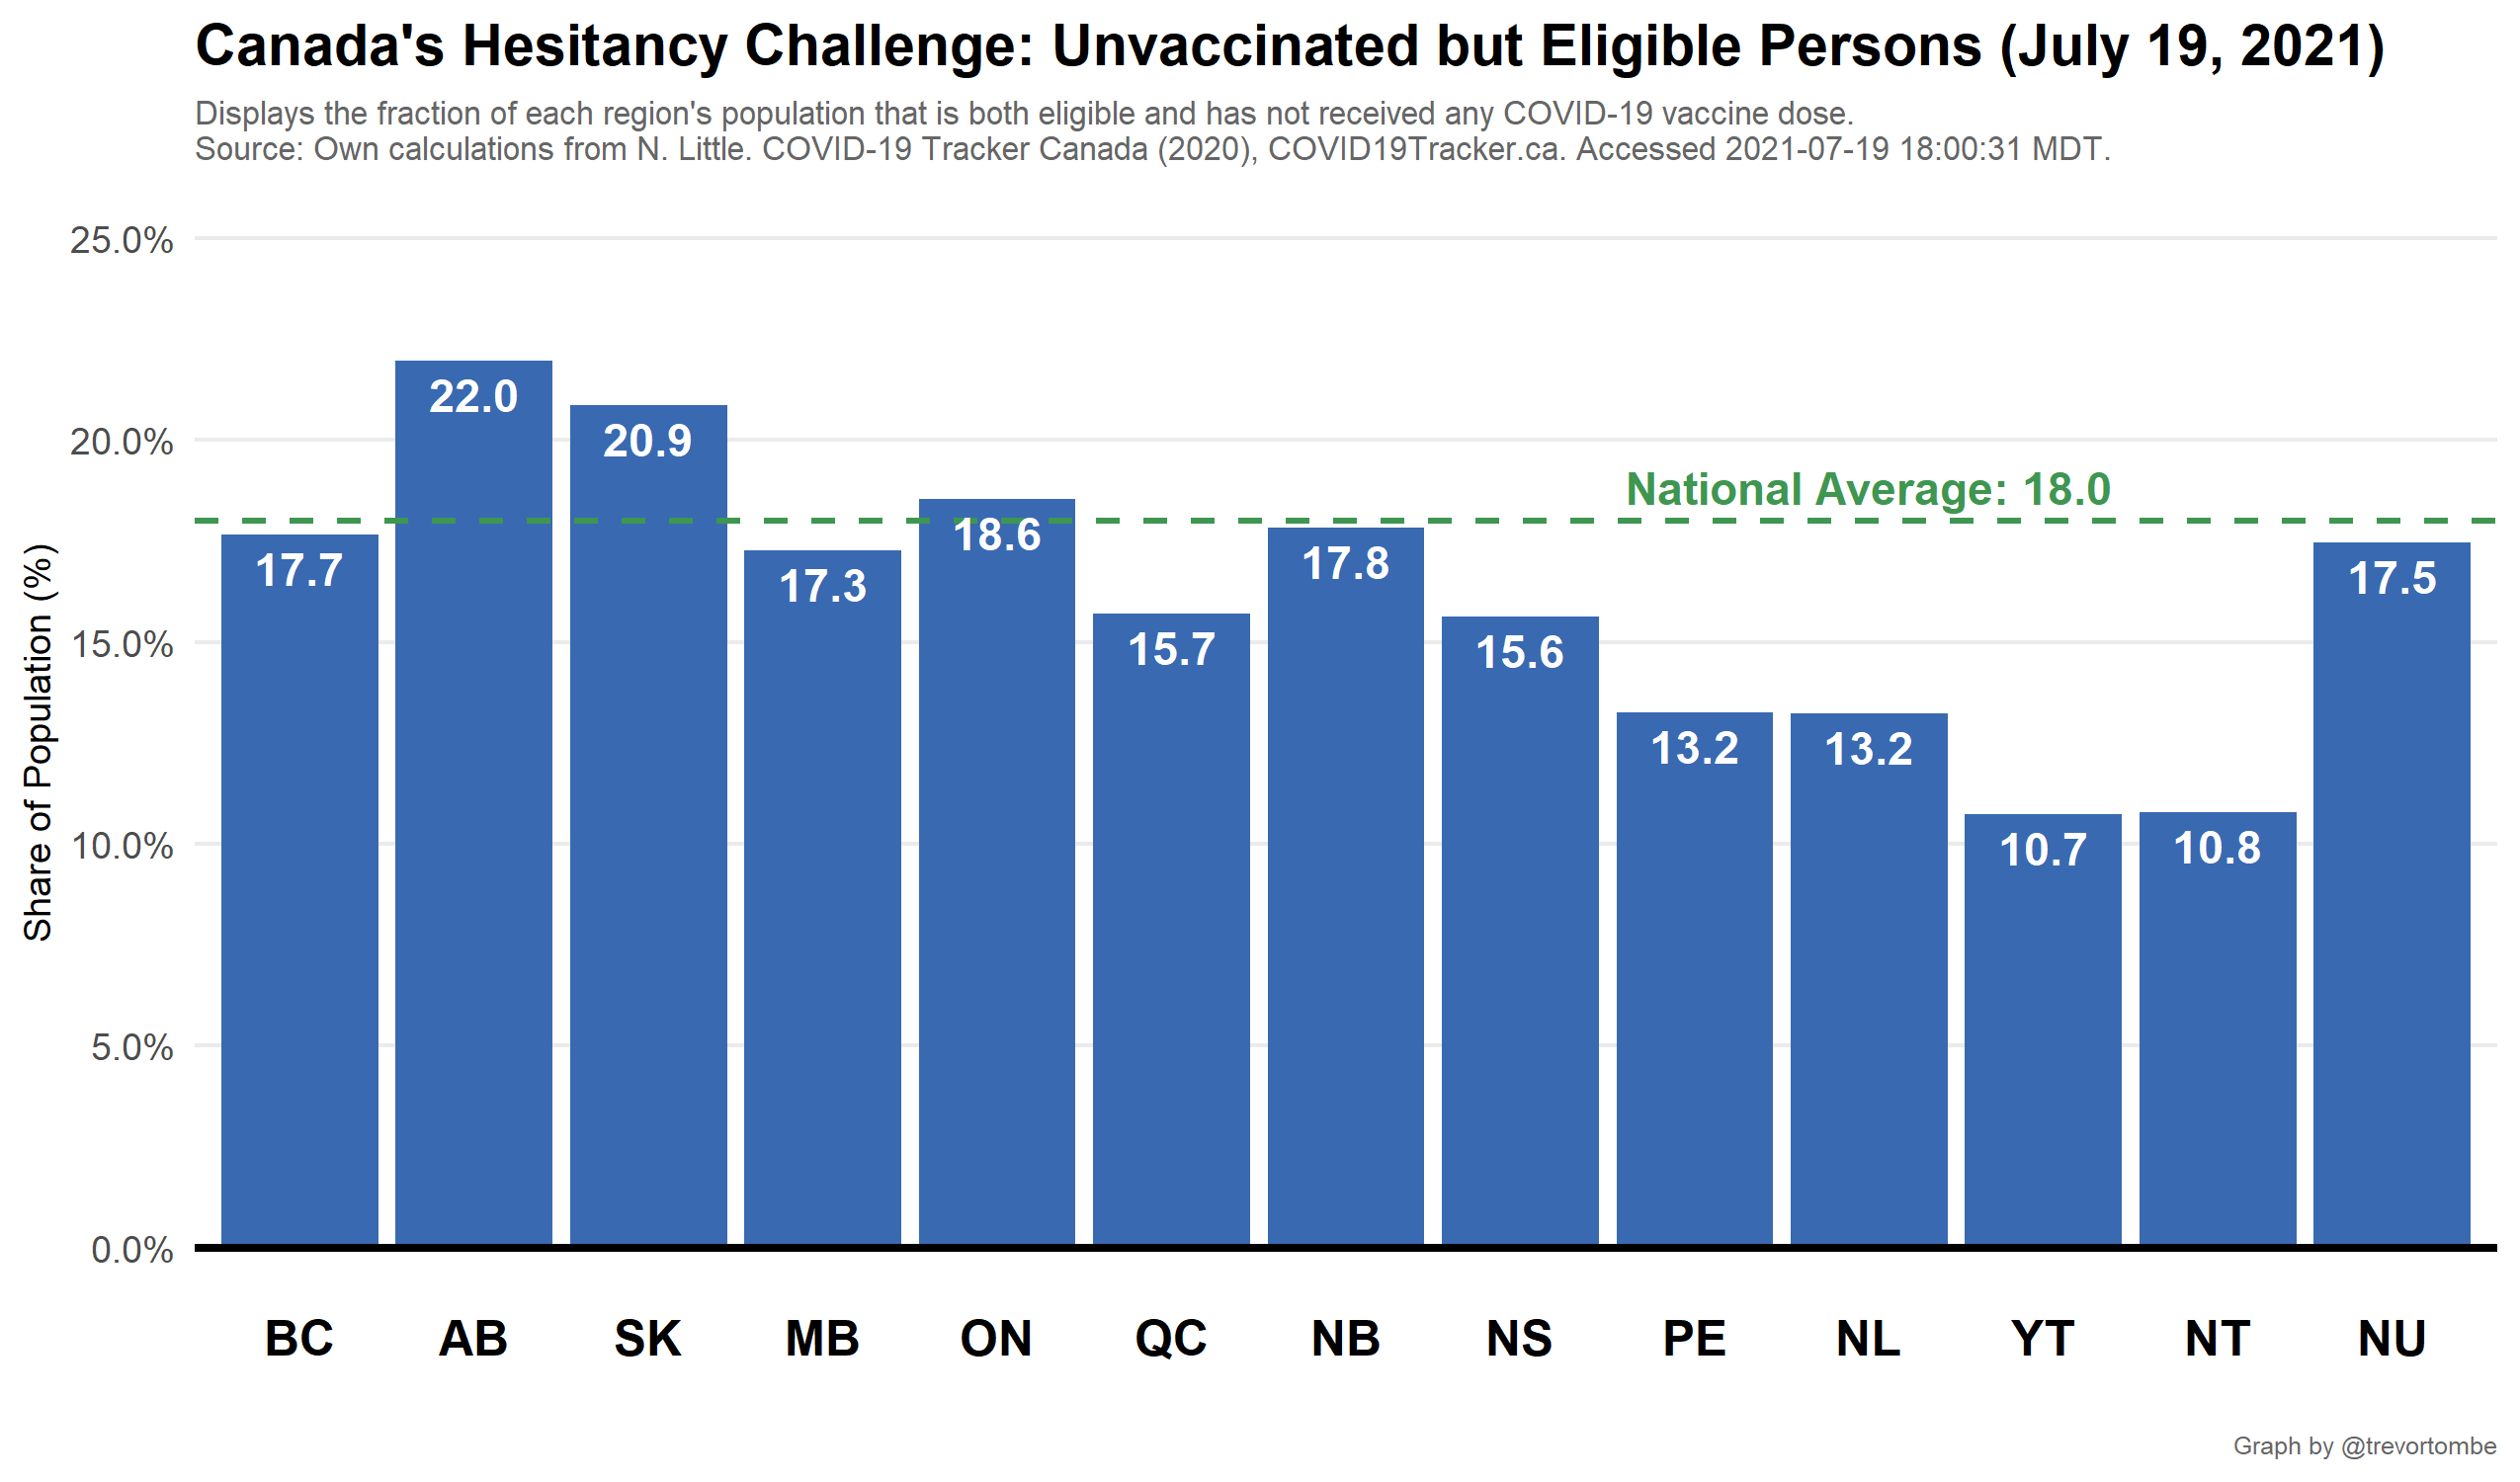 Canada's Hesitancy Challenge: Unvaccinated but Eligible Persons (July 19, 2021)
Displays the fraction of each region's population that is both eligible and has not received any COVID-19 vaccine dose.
Source: Own calculations from N. Little. COVID-19 Tracker Canada (2020), COVID19Tracker.ca. Accessed 2021-07-19 18:00:31 MDT.
Share of Population (%)
25.0%
20.0%
15.0%
10.0%
5.0%
0.0%
National Average: 18.0
17.7
22.0
20.9
17.3
18.6
15.7
17.8
15.6
13.2
13.2
10.7
10.8
17.5
BC AB SK MB ON QC NB NS PE NL YT NT NU
Graph by @trevortombe